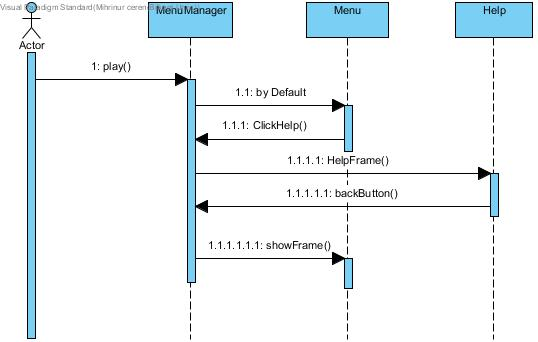 Visual Paradigm Standard(Mihrinur ceren
MenuManager
Menu
Help
Actor
1: play()
1.1: by Default
1.1.1: ClickHelp()
1.1.1.1: HelpFrame()
1.1.1.1.1: backButton()
1.1.1.1.1.1: showFrame()